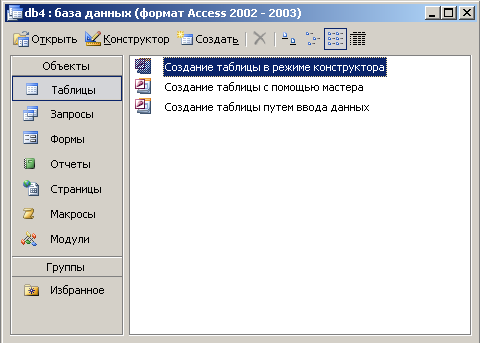 db4 : база данных (формат Access 2002 - 2003)
Открыть Конструктор Создать
Объекты
Таблицы
Запросы
Формы
Отчеты
Страницы
Макросы
Модули
Группы
Избранное
Создание таблицы в режиме конструктора
Создание таблицы с помощью мастера
Создание таблицы путем ввода данных